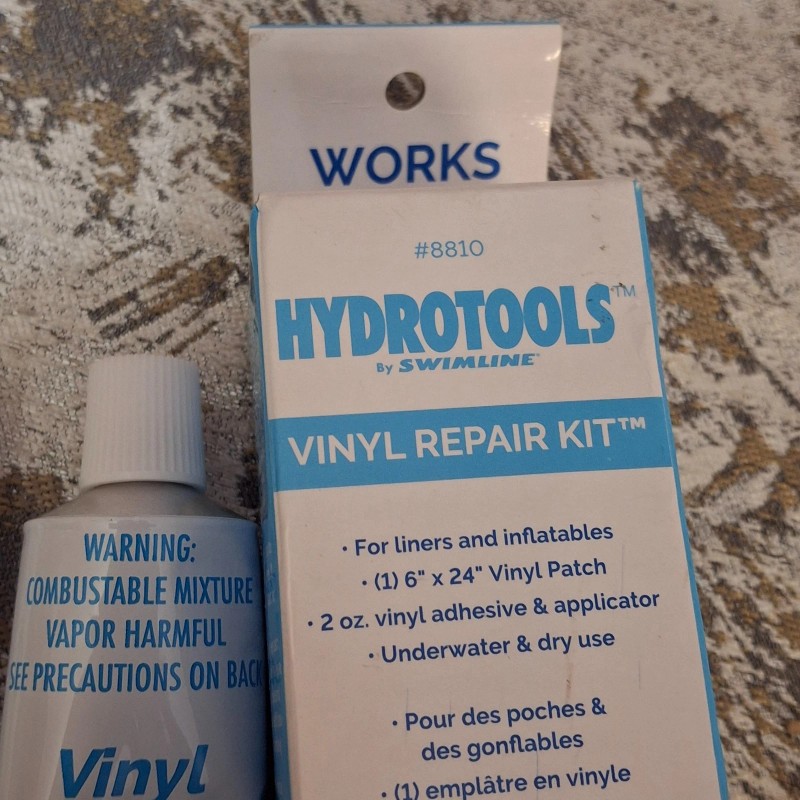 WORKS
#8810
HYDROTOOLS™
By SWIMLINE®
VINYL REPAIR KIT™
• For liners and inflatables
• (1) 6" x 24" Vinyl Patch
• 2 oz. vinyl adhesive & applicator
• Underwater & dry use
• Pour des poches &
des gonflables
• (1) emplâtre en vinyle
WARNING:
COMBUSTABLE MIXTURE
VAPOR HARMFUL
SEE PRECAUTIONS ON BACK
Vinyl